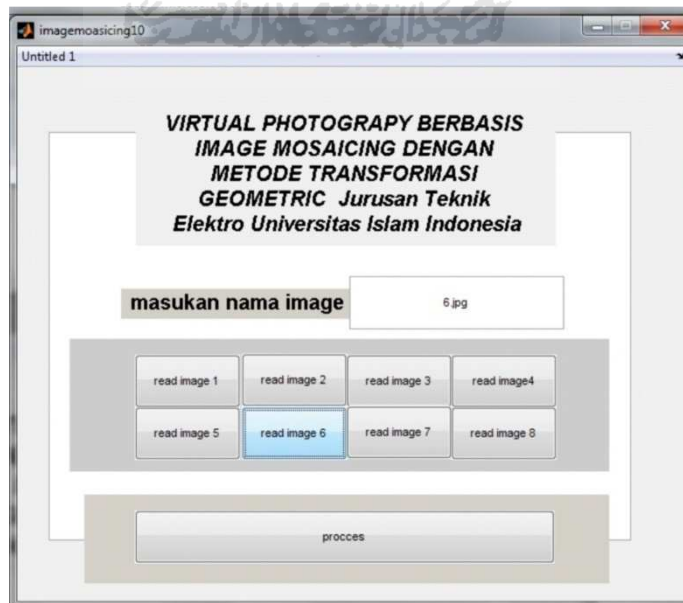 imagemoasicing10
Untitled 1
VIRTUAL PHOTOGRAPY BERBASIS
IMAGE MOSAICING DENGAN
METODE TRANSFORMASI
GEOMETRIC Jurusan Teknik
Elektro Universitas Islam Indonesia
masukan nama image
6.jpg
read image 1
read image 2
read image 3
read image4
read image 5
read image 6
read image 7
read image 8
procces